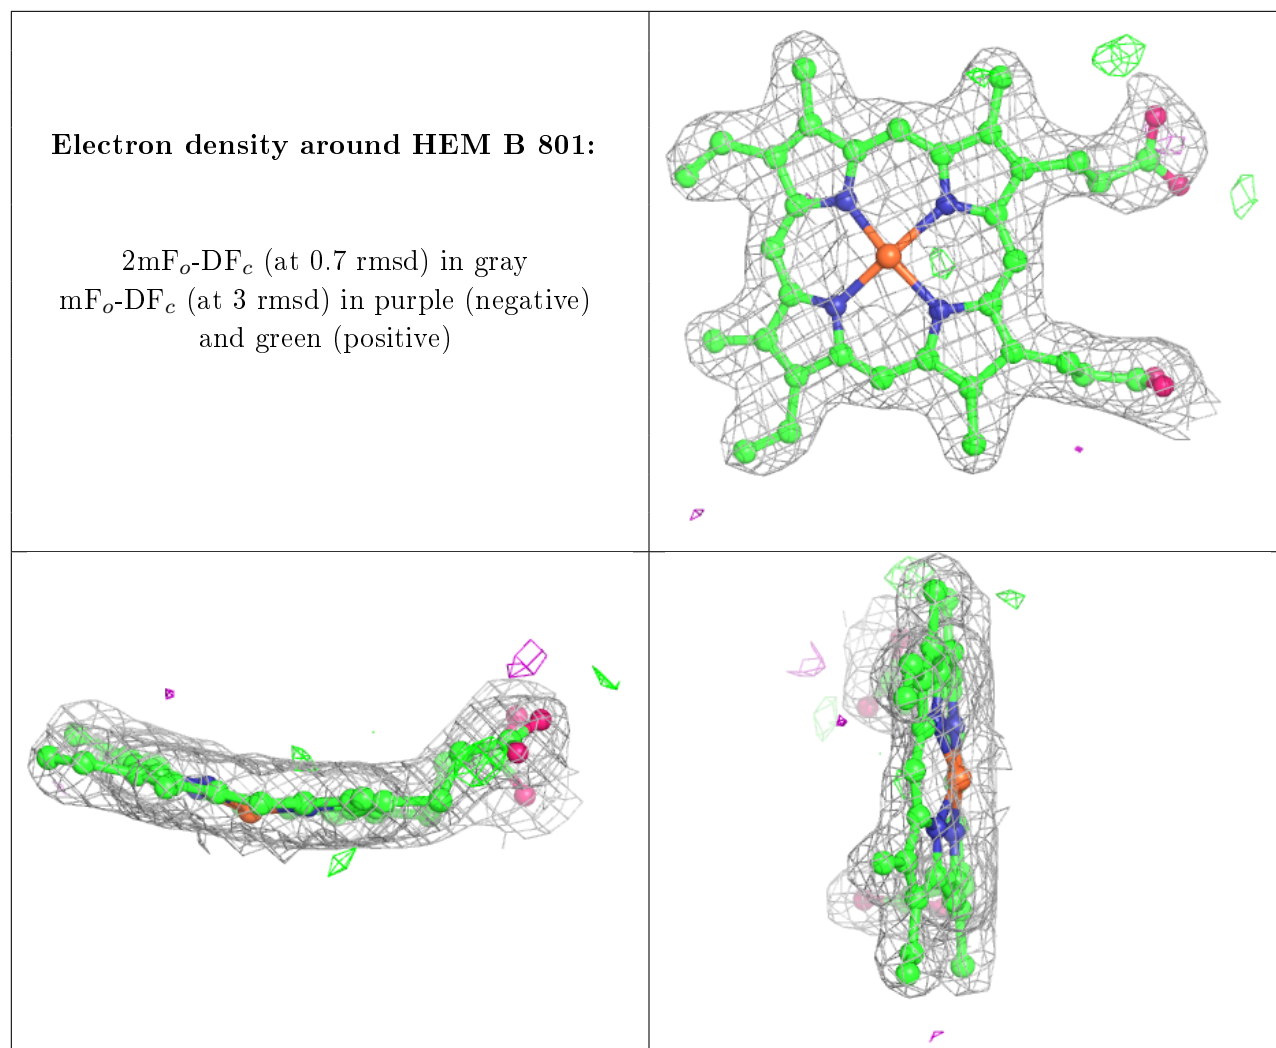 Electron density around HEM B 801:
2mFo-DFc (at 0.7 rmsd) in gray
mFo-DFc (at 3 rmsd) in purple (negative)
and green (positive)